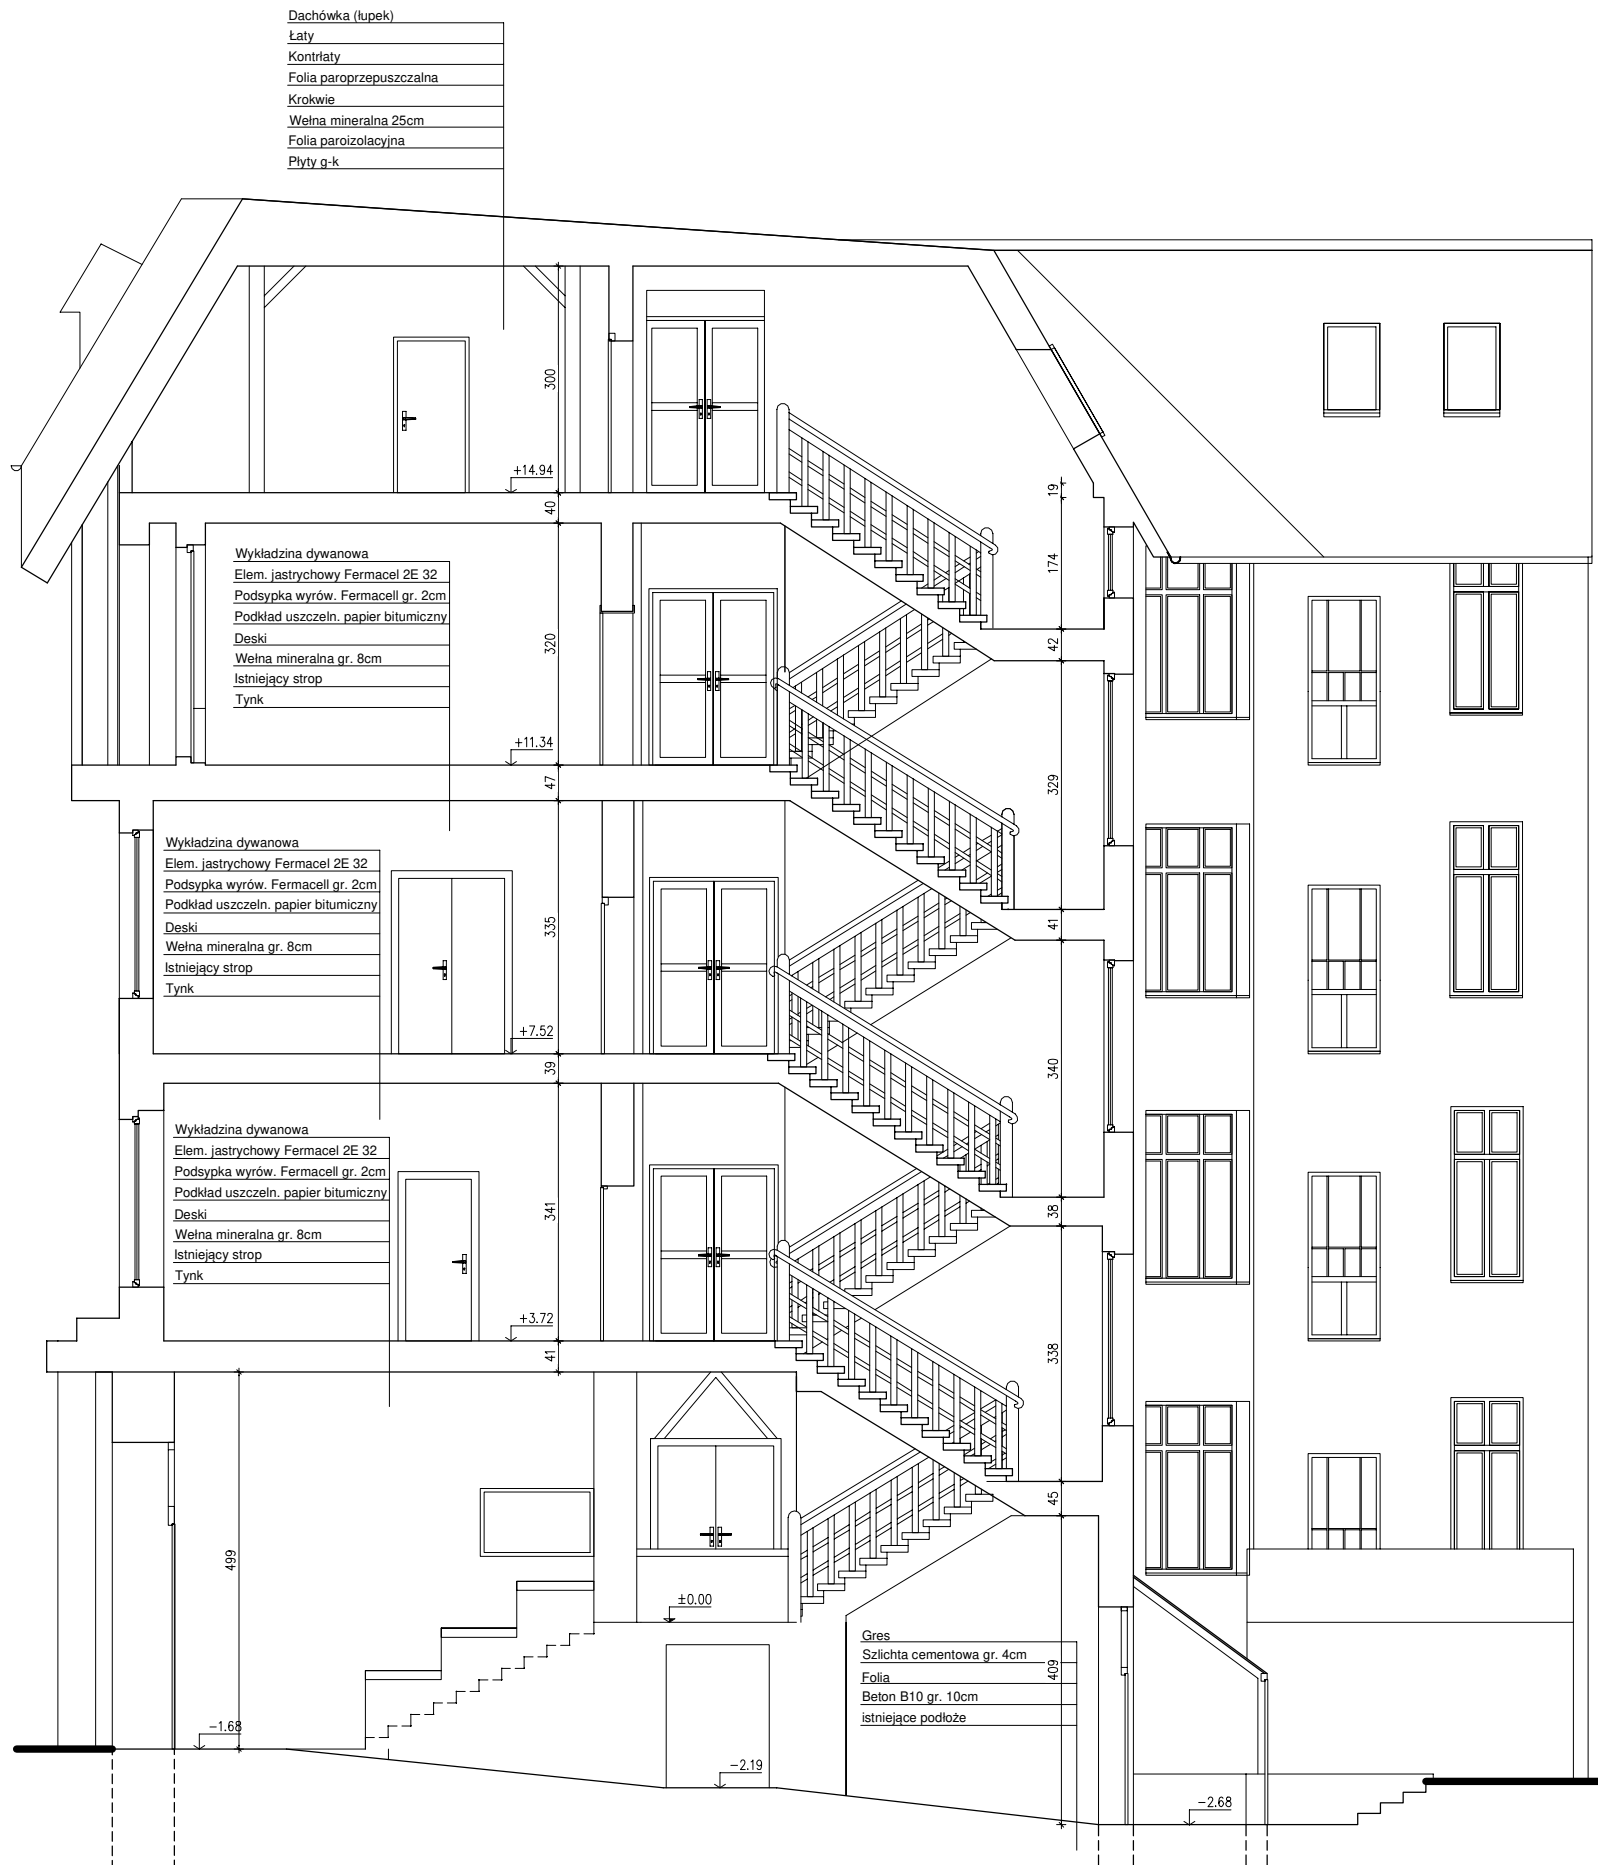 Dachówka (łupek)
Łaty
Kontrłaty
Folia paroprzepuszczalna
Krokwie
Wełna mineralna 25cm
Folia paroizolacyjna
Płyty g-k
300
+14.94
19
40
174
Wykładzina dywanowa
Elem. jastrychowy Fermacel 2E 32
Podsypka wyrów. Fermacell gr. 2cm
Podkład uszczeln. papier bitumiczny
Deski
Wełna mineralna gr. 8cm
Istniejący strop
Tynk
320
42
+11.34
47
329
Wykładzina dywanowa
Elem. jastrychowy Fermacel 2E 32
Podsypka wyrów. Fermacell gr. 2cm
Podkład uszczeln. papier bitumiczny
Deski
Wełna mineralna gr. 8cm
Istniejący strop
Tynk
335
41
+7.52
39
340
Wykładzina dywanowa
Elem. jastrychowy Fermacel 2E 32
Podsypka wyrów. Fermacell gr. 2cm
Podkład uszczeln. papier bitumiczny
Deski
Wełna mineralna gr. 8cm
Istniejący strop
Tynk
341
38
+3.72
41
338
45
499
±0.00
Gres
Szlichta cementowa gr. 4cm
Folia
Beton B10 gr. 10cm
istniejące podłoże
409
−1.68
−2.19
−2.68